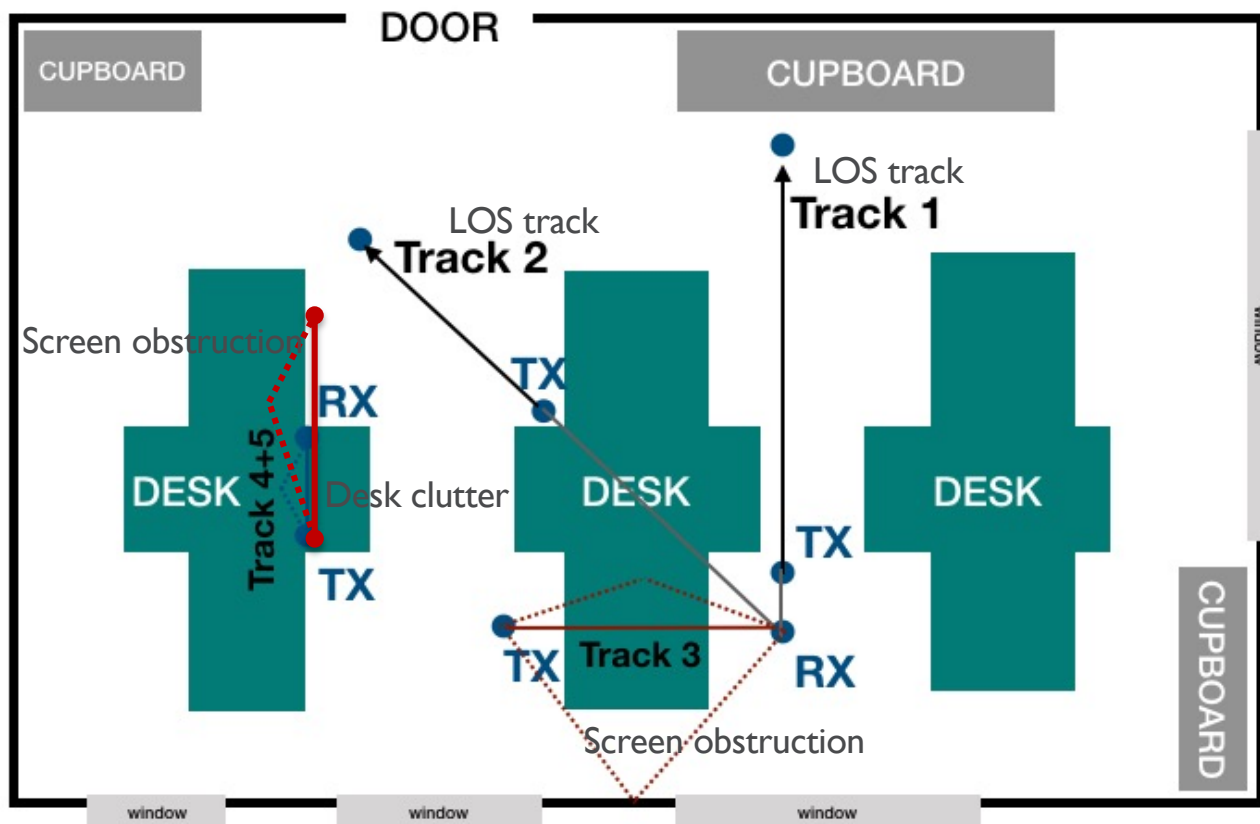 DOOR
CUPBOARD
CUPBOARD
LOS track
Track 1
LOS track
Track 2
Screen obstruction
TX
RX
window
DESK
Track 4+5
Desk clutter
DESK
DESK
TX
TX
TX
Track 3
RX
CUPBOARD
Screen obstruction
window
window
window